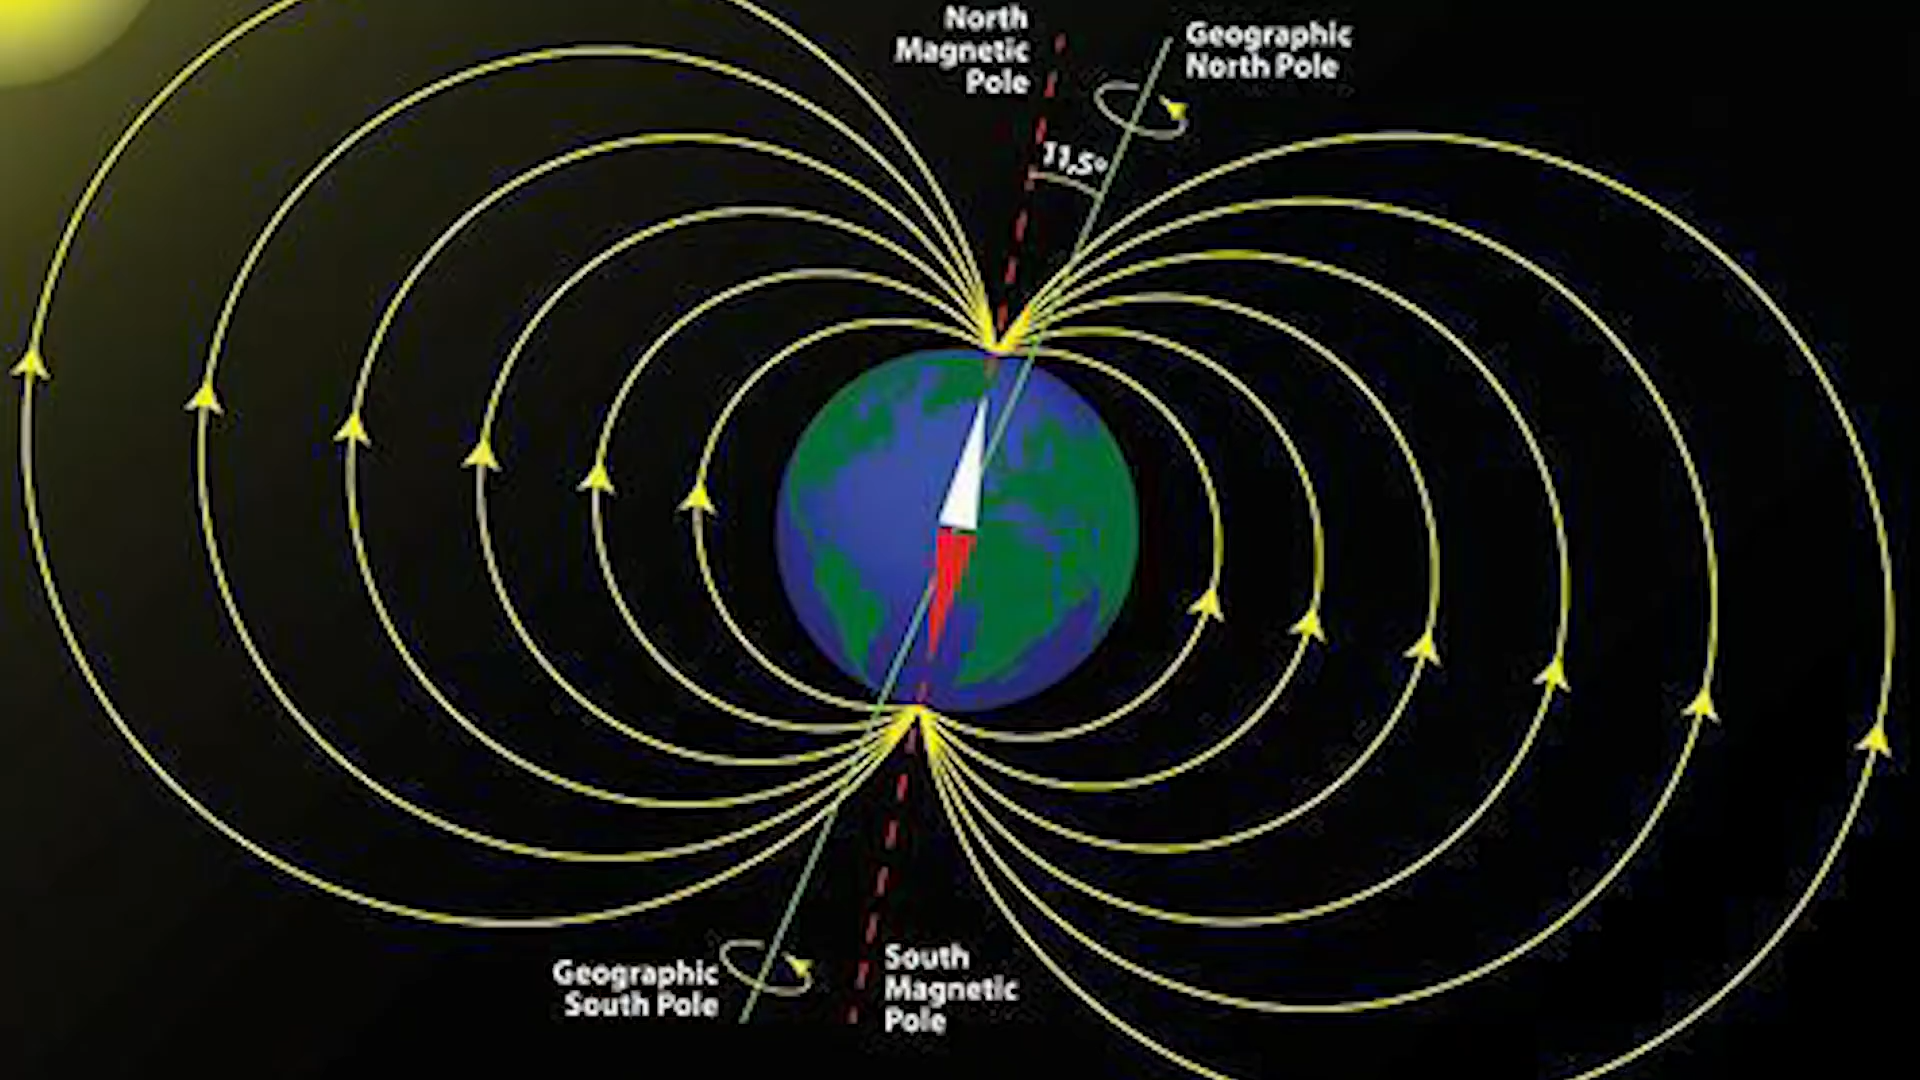 North
Magnetic
Pole
Geographic
North Pole
11,5°
Geographic
South Pole
South
Magnetic
Pole